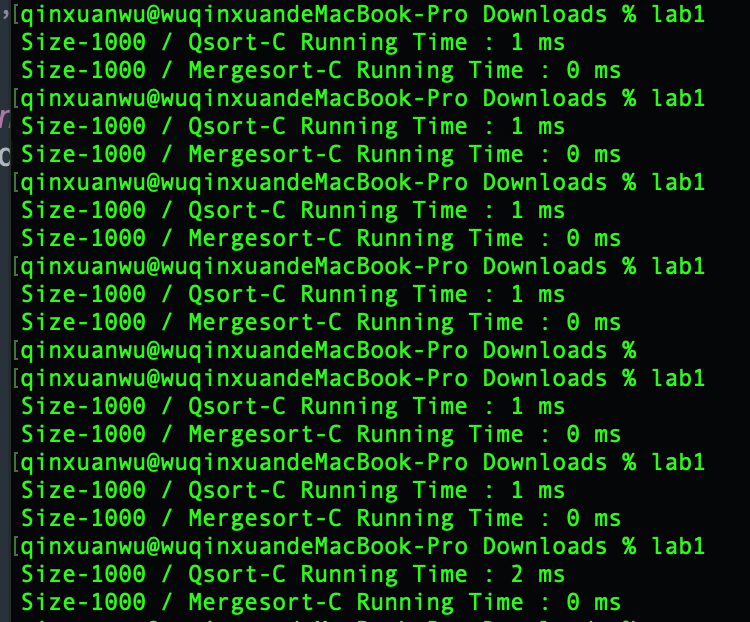 [qinxuanwu@wuqinxuandeMacBook-Pro Downloads % lab1
Size-1000 / Qsort-C Running Time : 1 ms
Size-1000 / Mergesort-C Running Time : 0 ms
[qinxuanwu@wuqinxuandeMacBook-Pro Downloads % lab1
Size-1000 / Qsort-C Running Time : 1 ms
Size-1000 / Mergesort-C Running Time : 0 ms
[qinxuanwu@wuqinxuandeMacBook-Pro Downloads % lab1
Size-1000 / Qsort-C Running Time : 1 ms
Size-1000 / Mergesort-C Running Time : 0 ms
[qinxuanwu@wuqinxuandeMacBook-Pro Downloads % lab1
Size-1000 / Qsort-C Running Time : 1 ms
Size-1000 / Mergesort-C Running Time : 0 ms
[qinxuanwu@wuqinxuandeMacBook-Pro Downloads %
[qinxuanwu@wuqinxuandeMacBook-Pro Downloads % lab1
Size-1000 / Qsort-C Running Time : 1 ms
Size-1000 / Mergesort-C Running Time : 0 ms
[qinxuanwu@wuqinxuandeMacBook-Pro Downloads % lab1
Size-1000 / Qsort-C Running Time : 1 ms
Size-1000 / Mergesort-C Running Time : 0 ms
[qinxuanwu@wuqinxuandeMacBook-Pro Downloads % lab1
Size-1000 / Qsort-C Running Time : 2 ms
Size-1000 / Mergesort-C Running Time : 0 ms